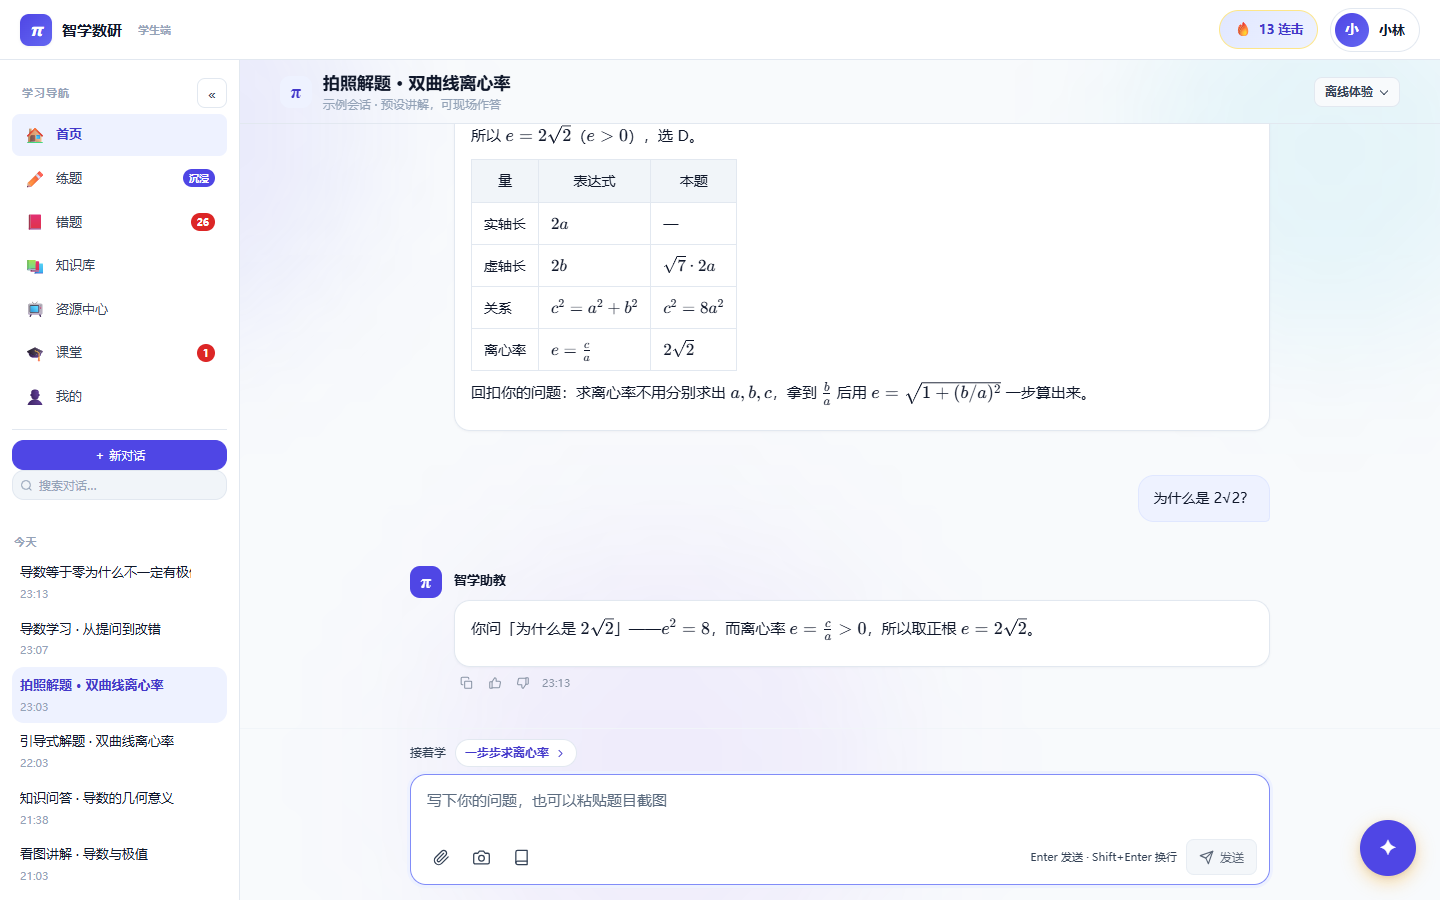 π 智学数研 学生端
13 连击
小 小林
学习导航 «
首页
练题 沉浸
错题 26
知识库
资源中心
课堂 1
我的
+ 新对话
搜索对话...
今天
导数等于零为什么不一定有极
23:13
导数学习 · 从提问到改错
23:07
拍照解题 • 双曲线离心率
23:03
引导式解题 · 双曲线离心率
22:03
知识问答 · 导数的几何意义
21:38
看图讲解 · 导数与极值
21:03
π 拍照解题 • 双曲线离心率
示例会话 · 预设讲解，可现场作答
离线体验
所以 e = 2√2（e > 0），选 D。
量 表达式 本题
实轴长 2a —
虚轴长 2b √7 · 2a
关系 c² = a² + b² c² = 8a²
离心率 e = c/a 2√2
回扣你的问题：求离心率不用分别求出 a, b, c，拿到 b/a 后用 e = √(1 + (b/a)²) 一步算出来。
为什么是 2√2?
π 智学助教
你问「为什么是 2√2」——e² = 8，而离心率 e = c/a > 0，所以取正根 e = 2√2。
23:13
接着学 一步步求离心率 ›
写下你的问题，也可以粘贴题目截图
Enter 发送 · Shift+Enter 换行 发送